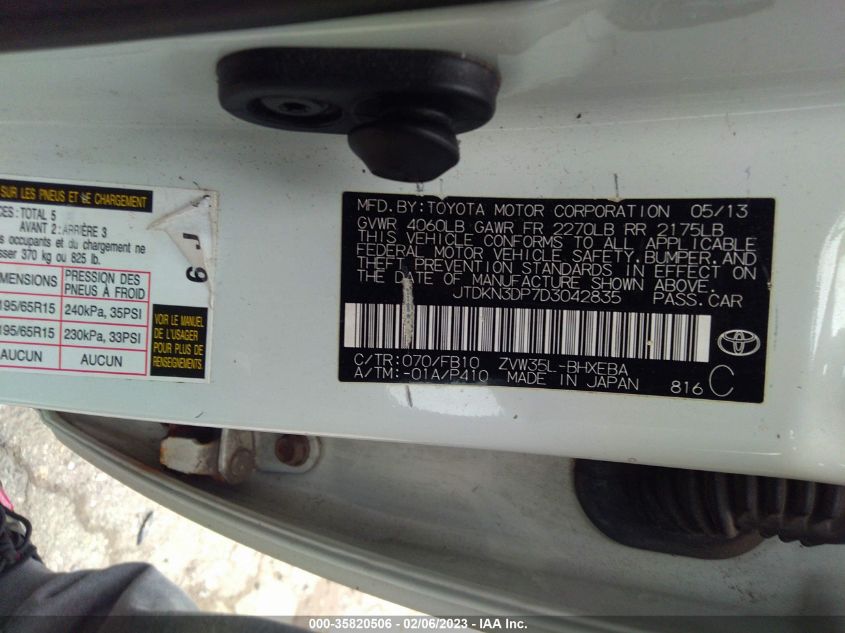 SUR LES PNEUS ET LE CHARGEMENT
TOTAL 5
AVANT 2: ARRIÈRE 3
occupants et du chargement ne
370 kg ou 825 lb.
PRESSION DES
PNEUS À FROID
195/65R15 240kPa, 35PSI
195/65R15 230kPa, 33PSI
AUCUN AUCUN
VOIR LE MANUEL
DE L'USAGER
POUR PLUS DE
RENSEIGNEMENTS
MFD. BY: TOYOTA MOTOR CORPORATION 05/13
GVWR 4060LB GAWR FR 2270LB RR 2175LB
THIS VEHICLE CONFORMS TO ALL APPLICABLE
FEDERAL MOTOR VEHICLE SAFETY, BUMPER, AND
THEFT PREVENTION STANDARDS IN EFFECT ON
THE DATE OF MANUFACTURE SHOWN ABOVE.
JTDKN3DP7D3042835 PASS. CAR
C/TR: 070/FB10 ZVW35L-BHXEBA
A/TM: -01A/P410 MADE IN JAPAN
816 C
000-35820506 - 02/06/2023 - IAA Inc.